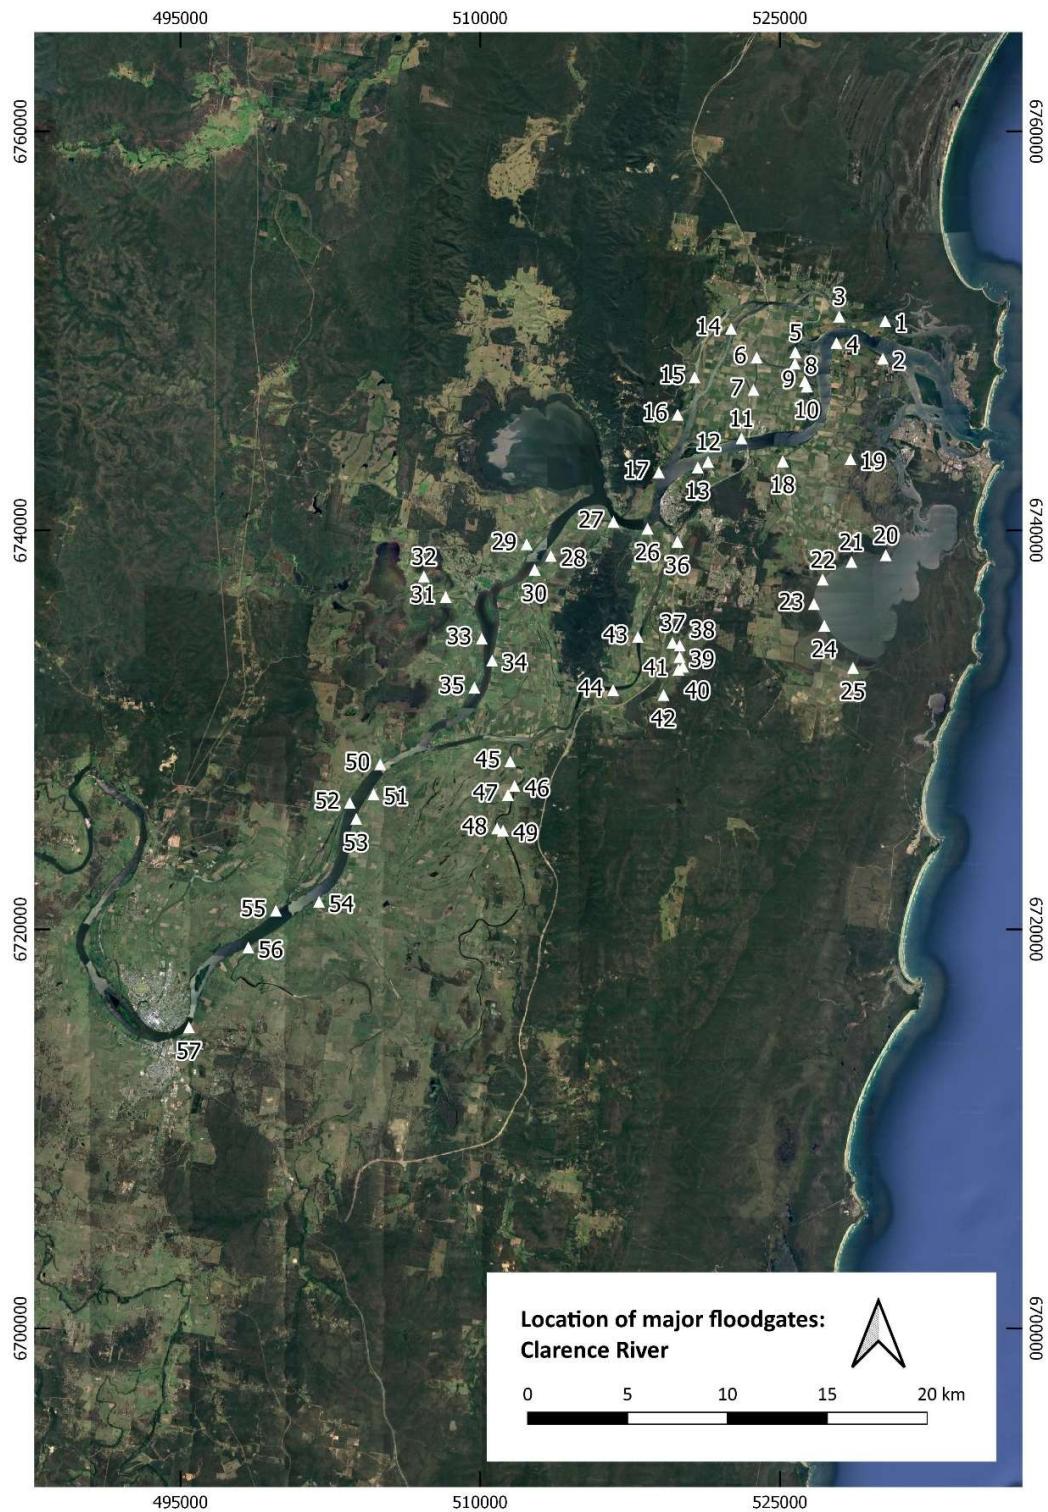 495000 510000 525000
6760000 6760000
3
1
14 5
4
6 8 2
15 9
7
10
16 11
12
17 19
13 18
27 20
21
29 28 26 36 22
32
30
31 23
43 37 38 24
33
34 41 39
25
35 44 40
42
6740000 6740000
50 45
46
52 51 47
53 48 49
55 54
6720000 6720000
56
57
Location of major floodgates:
Clarence River
0 5 10 15 20 km
6700000 6700000
495000 510000 525000